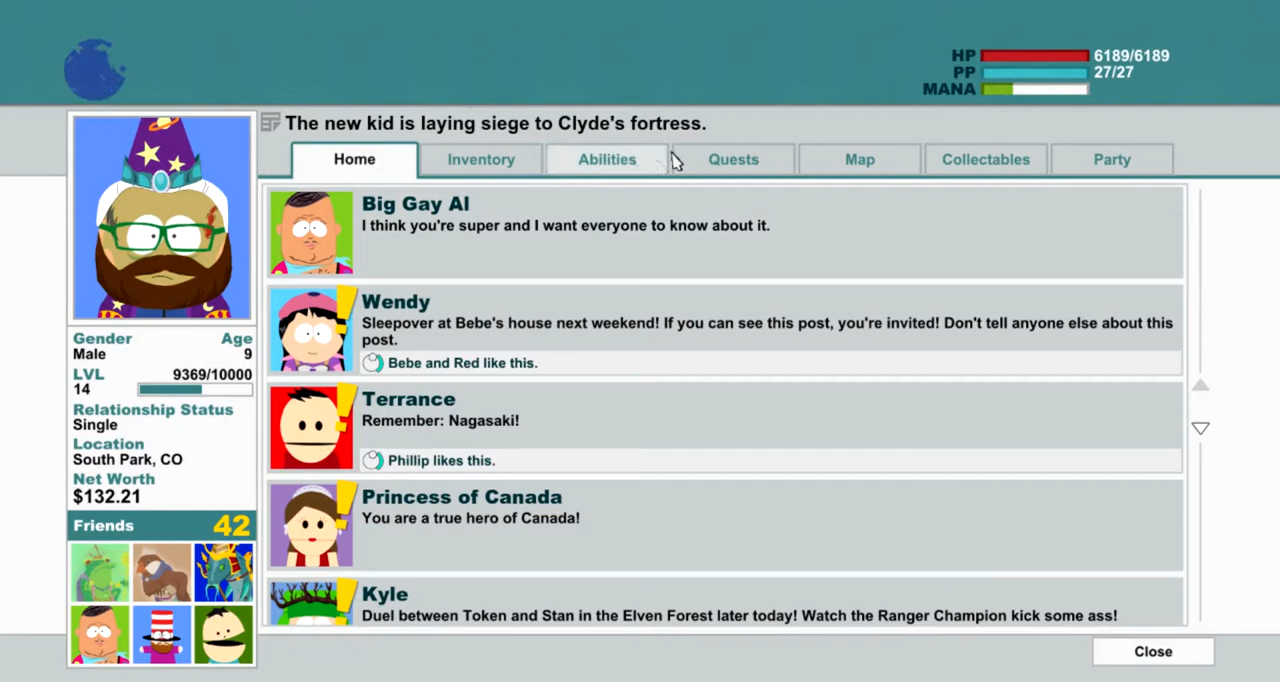 HP 6189/6189
PP 27/27
MANA
The new kid is laying siege to Clyde's fortress.
Home Inventory Abilities Quests Map Collectables Party
Big Gay Al
I think you're super and I want everyone to know about it.
Wendy
Sleepover at Bebe's house next weekend! If you can see this post, you're invited! Don't tell anyone else about this
post.
Bebe and Red like this.
Terrance
Remember: Nagasaki!
Phillip likes this.
Princess of Canada
You are a true hero of Canada!
Kyle
Duel between Token and Stan in the Elven Forest later today! Watch the Ranger Champion kick some ass!
Gender Age
Male 9
LVL 9369/10000
14
Relationship Status
Single
Location
South Park, CO
Net Worth
$132.21
Friends 42
Close